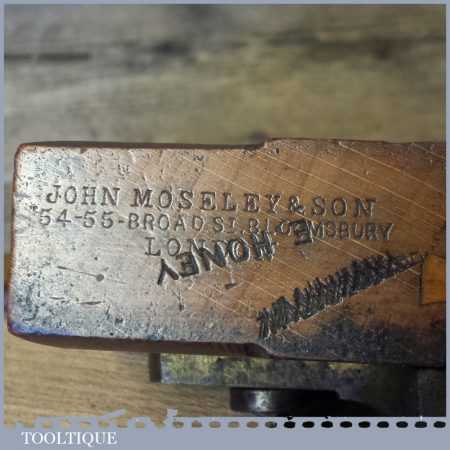 JOHN MOSELEY & SON
54-55-BROAD ST. BLOOMSBURY
LONDON
E HONEY
TOOLTIQUE